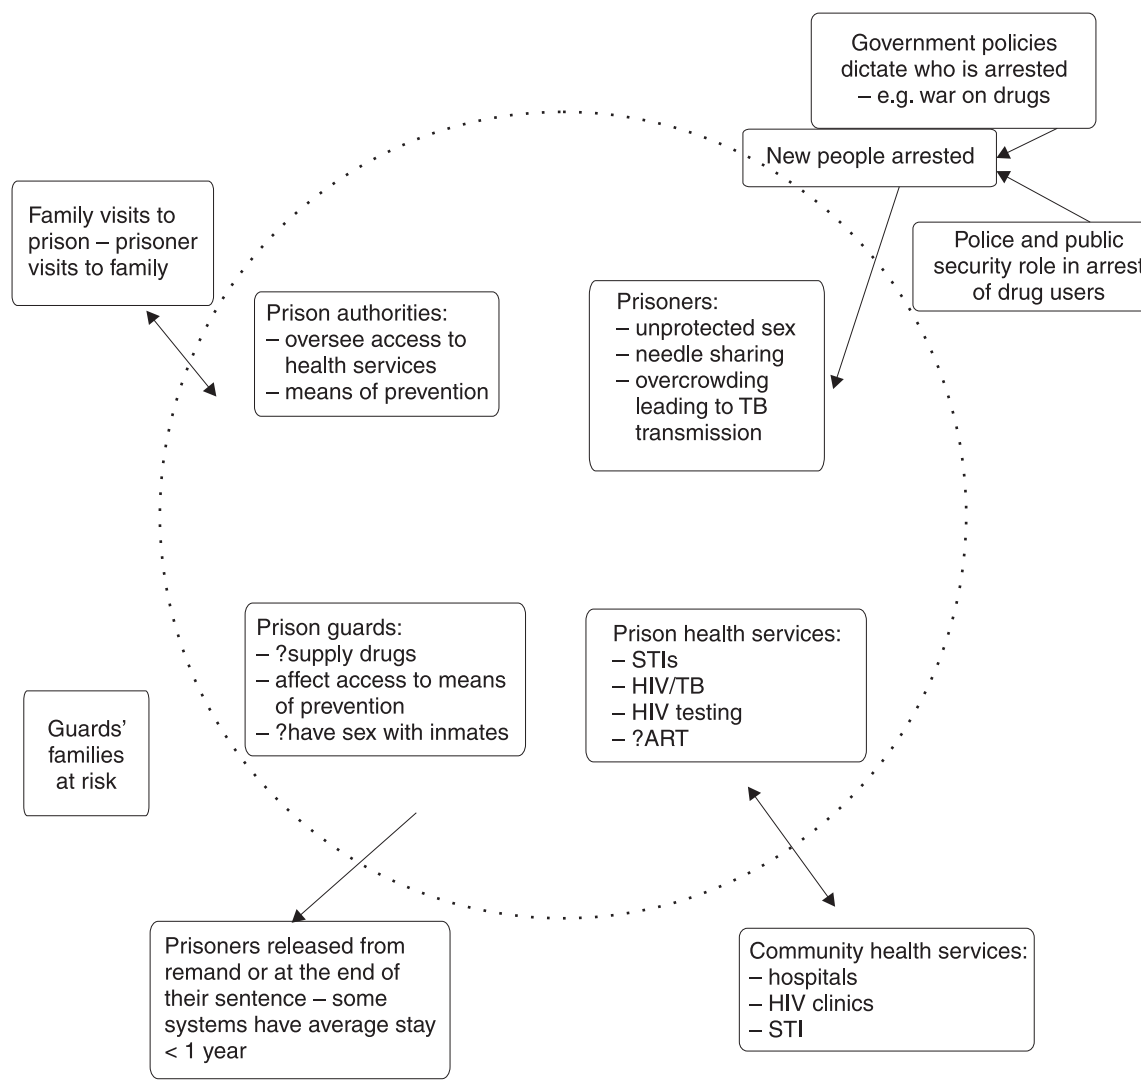 Government policies
dictate who is arrested
– e.g. war on drugs
New people arrested
Police and public
security role in arrest
of drug users
Family visits to
prison – prisoner
visits to family
Prison authorities:
– oversee access to
health services
– means of prevention
Prisoners:
– unprotected sex
– needle sharing
– overcrowding
leading to TB
transmission
Prison guards:
– ?supply drugs
– affect access to means
of prevention
– ?have sex with inmates
Prison health services:
– STIs
– HIV/TB
– HIV testing
– ?ART
Guards’
families
at risk
Prisoners released from
remand or at the end of
their sentence – some
systems have average stay
< 1 year
Community health services:
– hospitals
– HIV clinics
– STI